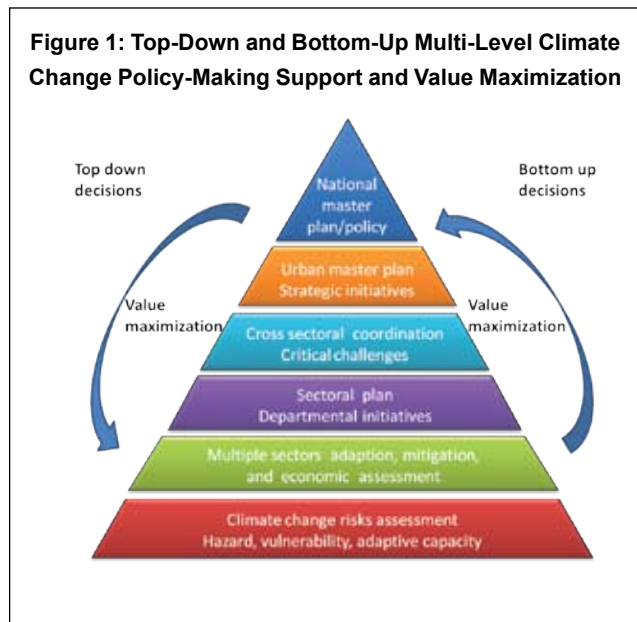 Figure 1: Top-Down and Bottom-Up Multi-Level Climate
Change Policy-Making Support and Value Maximization
Top down
decisions
Bottom up
decisions
National
master
plan/policy
Urban master plan
Strategic initiatives
Value
maximization
Value
maximization
Cross sectoral coordination
Critical challenges
Sectoral plan
Departmental initiatives
Multiple sectors adaption, mitigation,
and economic assessment
Climate change risks assessment
Hazard, vulnerability, adaptive capacity